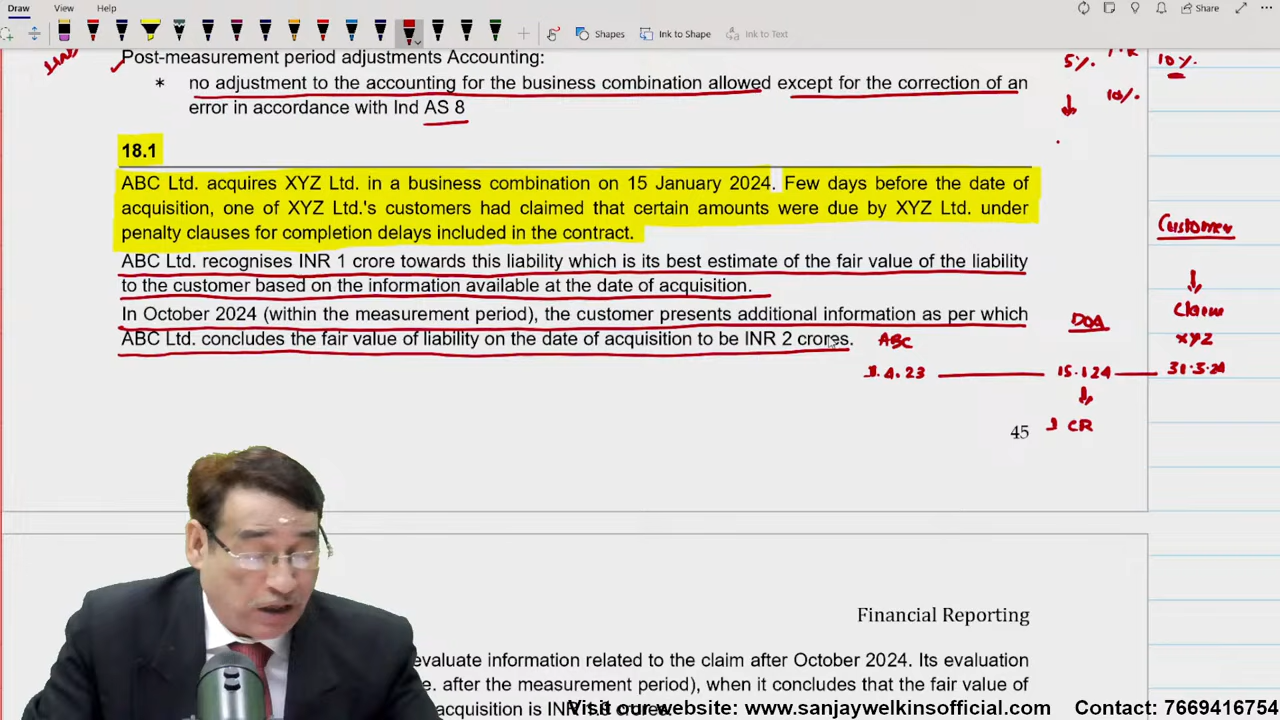 Draw View Help Share
Shapes Ink to Shape Ink to Text
Post-measurement period adjustments Accounting:
* no adjustment to the accounting for the business combination allowed except for the correction of an
error in accordance with Ind AS 8
5%.
10%.
10%.
18.1
ABC Ltd. acquires XYZ Ltd. in a business combination on 15 January 2024. Few days before the date of
acquisition, one of XYZ Ltd.'s customers had claimed that certain amounts were due by XYZ Ltd. under
penalty clauses for completion delays included in the contract.
ABC Ltd. recognises INR 1 crore towards this liability which is its best estimate of the fair value of the liability
to the customer based on the information available at the date of acquisition.
In October 2024 (within the measurement period), the customer presents additional information as per which
ABC Ltd. concludes the fair value of liability on the date of acquisition to be INR 2 crores.
Customer
Claim
XYZ
DOA
ABC
1.4.23 15.1.24 31.3.24
1 CR
45
Financial Reporting
evaluate information related to the claim after October 2024. Its evaluation
e. after the measurement period), when it concludes that the fair value of
acquisition is INR crores.
Visit our website: www.sanjaywelkinsofficial.com Contact: 7669416754